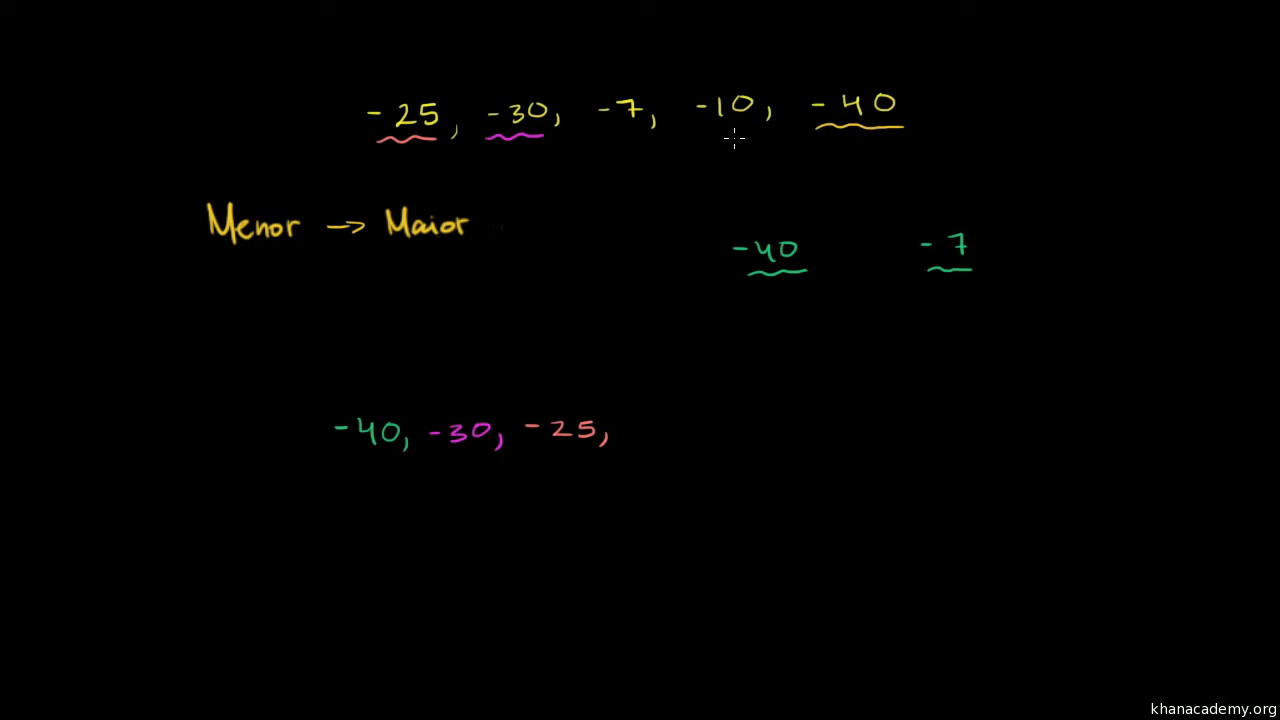 -25, -30, -7, -10, -40
Menor → Maior
-40 -7
-40, -30, -25,
khanacademy.org